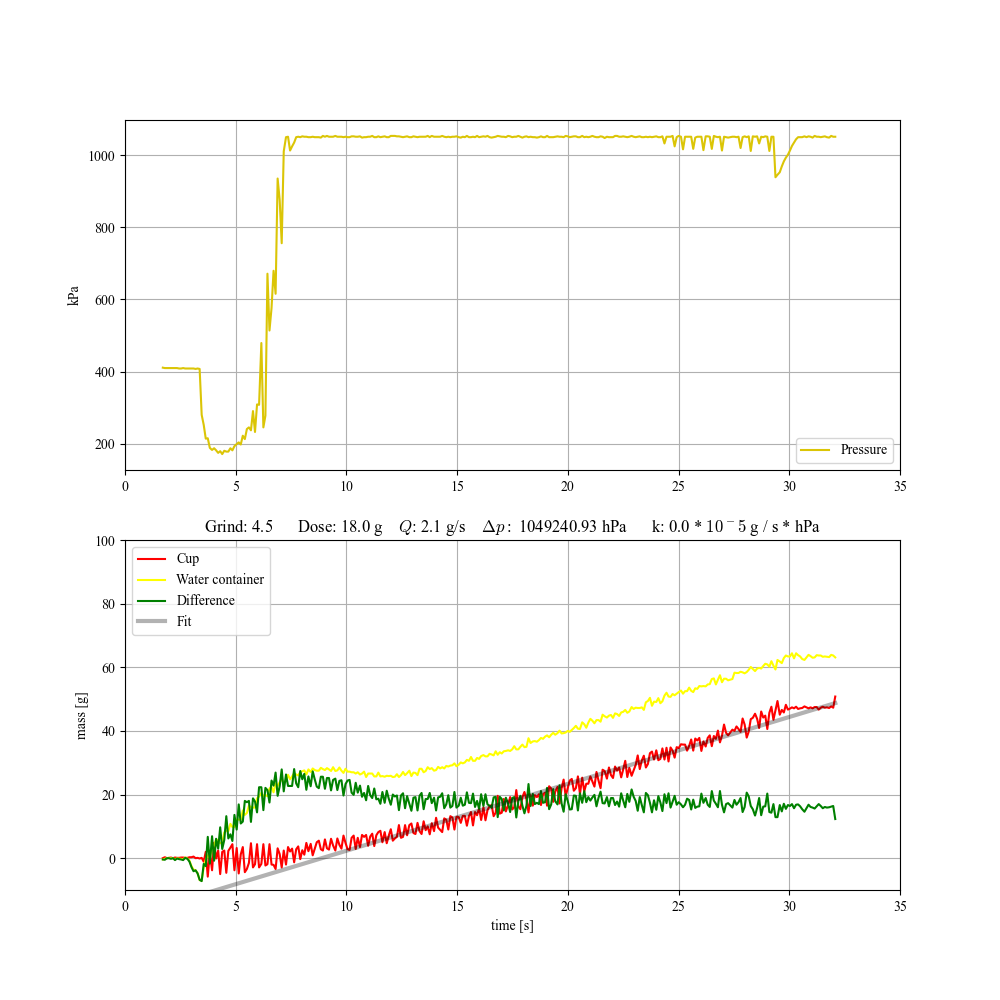 1000
800
600
400
200
kPa
Pressure
0 5 10 15 20 25 30 35
Grind: 4.5 Dose: 18.0 g Q: 2.1 g/s Δp: 1049240.93 hPa k: 0.0 * 10⁻5 g / s * hPa
100
80
60
40
20
0
mass [g]
Cup
Water container
Difference
Fit
0 5 10 15 20 25 30 35
time [s]